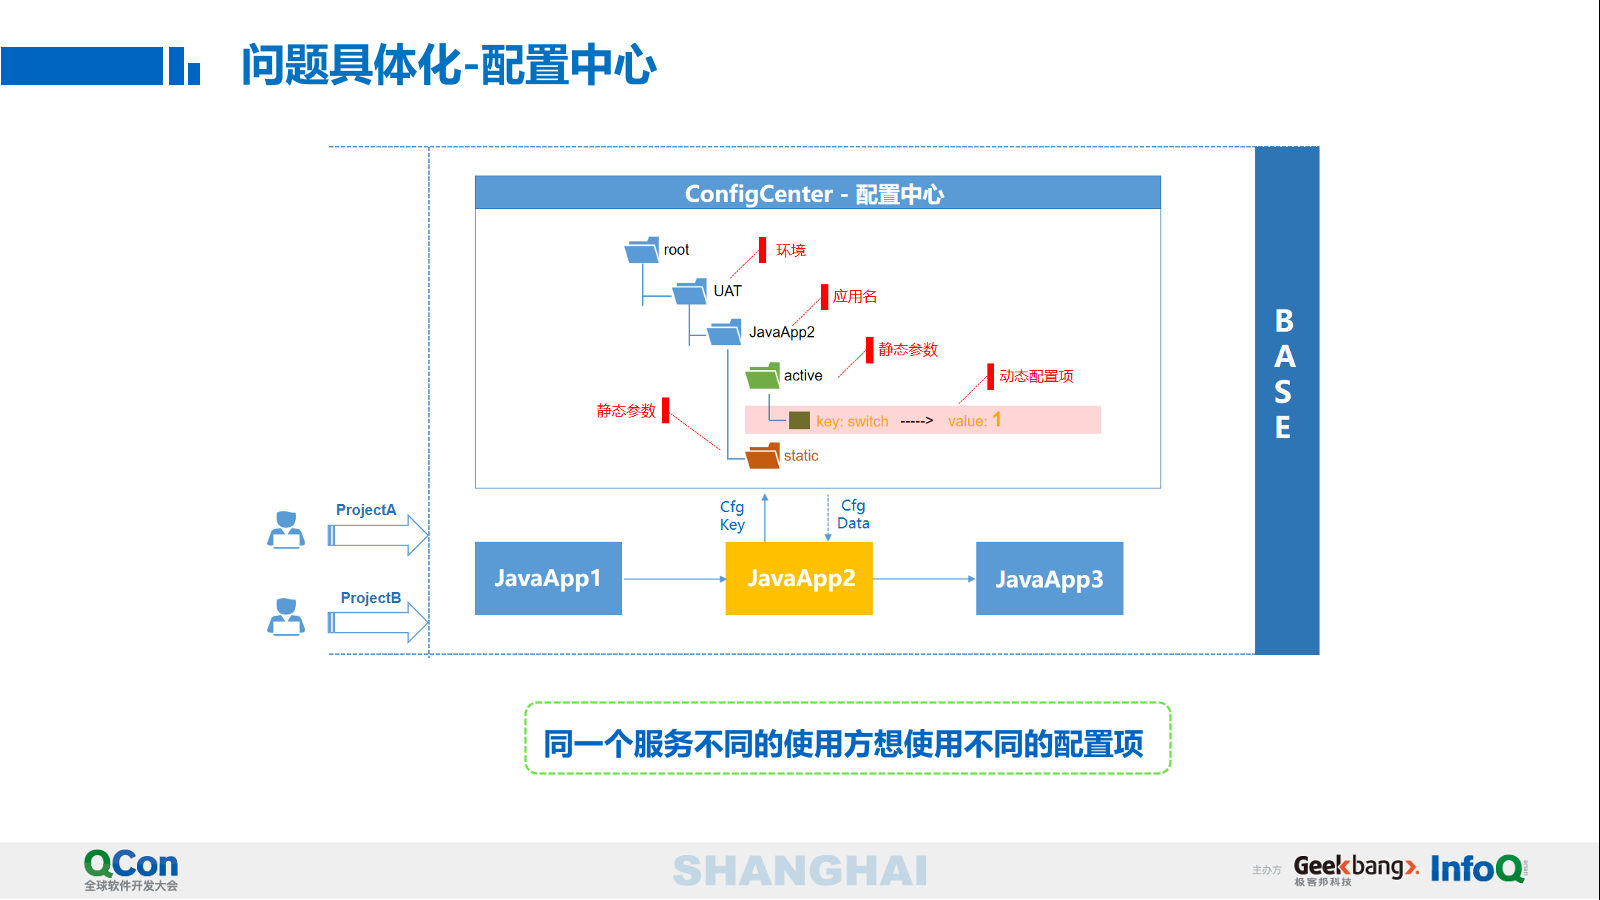 问题具体化-配置中心
ConfigCenter - 配置中心
root
环境
UAT
应用名
JavaApp2
静态参数
active
动态配置项
静态参数
key: switch -----> value: 1
static
B
A
S
E
ProjectA
ProjectB
Cfg
Key
Cfg
Data
JavaApp1
JavaApp2
JavaApp3
同一个服务不同的使用方想使用不同的配置项
QCon
全球软件开发大会
SHANGHAI
主办方
Geekbang>.
极客邦科技
InfoQ